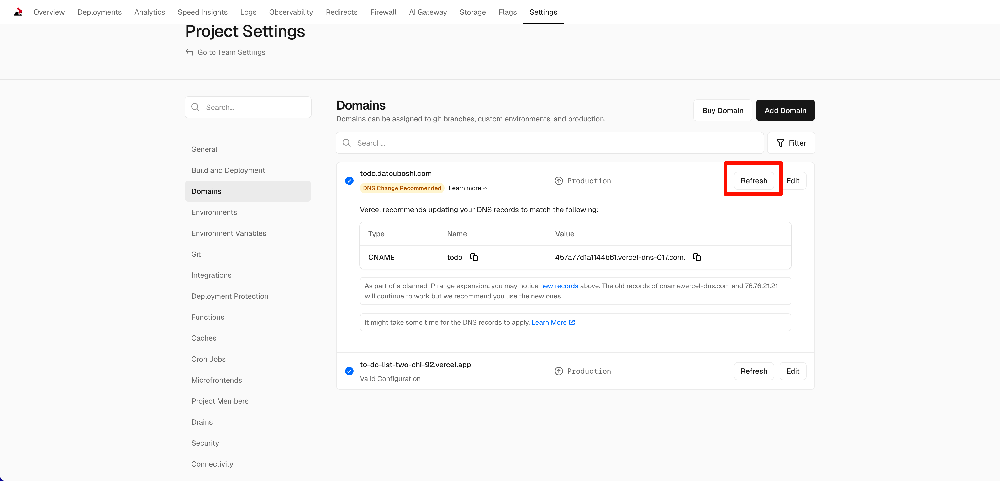 Overview Deployments Analytics Speed Insights Logs Observability Redirects Firewall AI Gateway Storage Flags Settings
Project Settings
Go to Team Settings
Search...
General
Build and Deployment
Domains
Environments
Environment Variables
Git
Integrations
Deployment Protection
Functions
Caches
Cron Jobs
Microfrontends
Project Members
Drains
Security
Connectivity
Domains
Domains can be assigned to git branches, custom environments, and production.
Buy Domain Add Domain
Search... Filter
todo.datouboshi.com
DNS Change Recommended Learn more
Production
Refresh Edit
Vercel recommends updating your DNS records to match the following:
Type Name Value
CNAME todo 457a77d1a1144b61.vercel-dns-017.com.
As part of a planned IP range expansion, you may notice new records above. The old records of cname.vercel-dns.com and 76.76.21.21
will continue to work but we recommend you use the new ones.
It might take some time for the DNS records to apply. Learn More
to-do-list-two-chi-92.vercel.app
Valid Configuration
Production
Refresh Edit